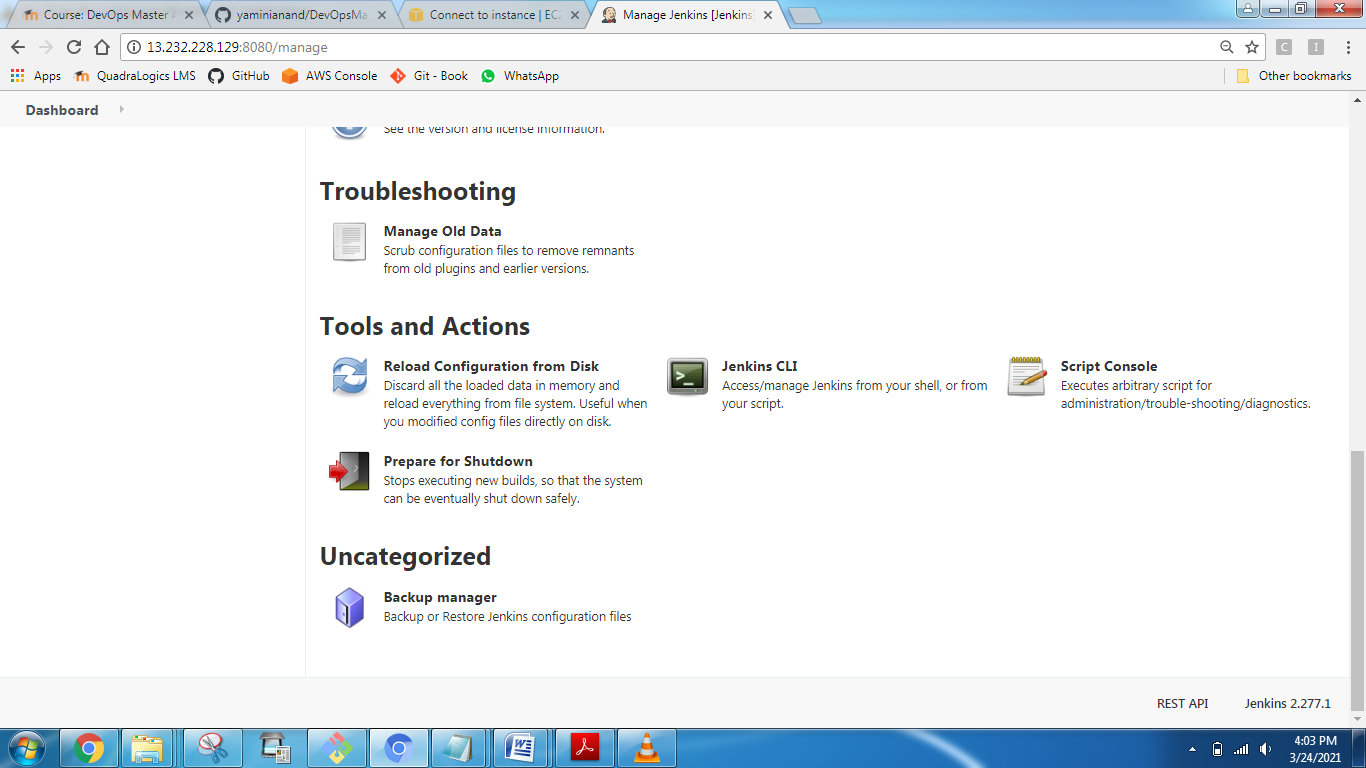 Course: DevOps Master A
yaminianand/DevOpsMa
Connect to instance | EC
Manage Jenkins [Jenkins]
13.232.228.129:8080/manage
Apps
QuadraLogics LMS
GitHub
AWS Console
Git - Book
WhatsApp
Other bookmarks
Dashboard
See the version and license information.
Troubleshooting
Manage Old Data
Scrub configuration files to remove remnants
from old plugins and earlier versions.
Tools and Actions
Reload Configuration from Disk
Discard all the loaded data in memory and
reload everything from file system. Useful when
you modified config files directly on disk.
Jenkins CLI
Access/manage Jenkins from your shell, or from
your script.
Script Console
Executes arbitrary script for
administration/trouble-shooting/diagnostics.
Prepare for Shutdown
Stops executing new builds, so that the system
can be eventually shut down safely.
Uncategorized
Backup manager
Backup or Restore Jenkins configuration files
REST API
Jenkins 2.277.1
4:03 PM
3/24/2021